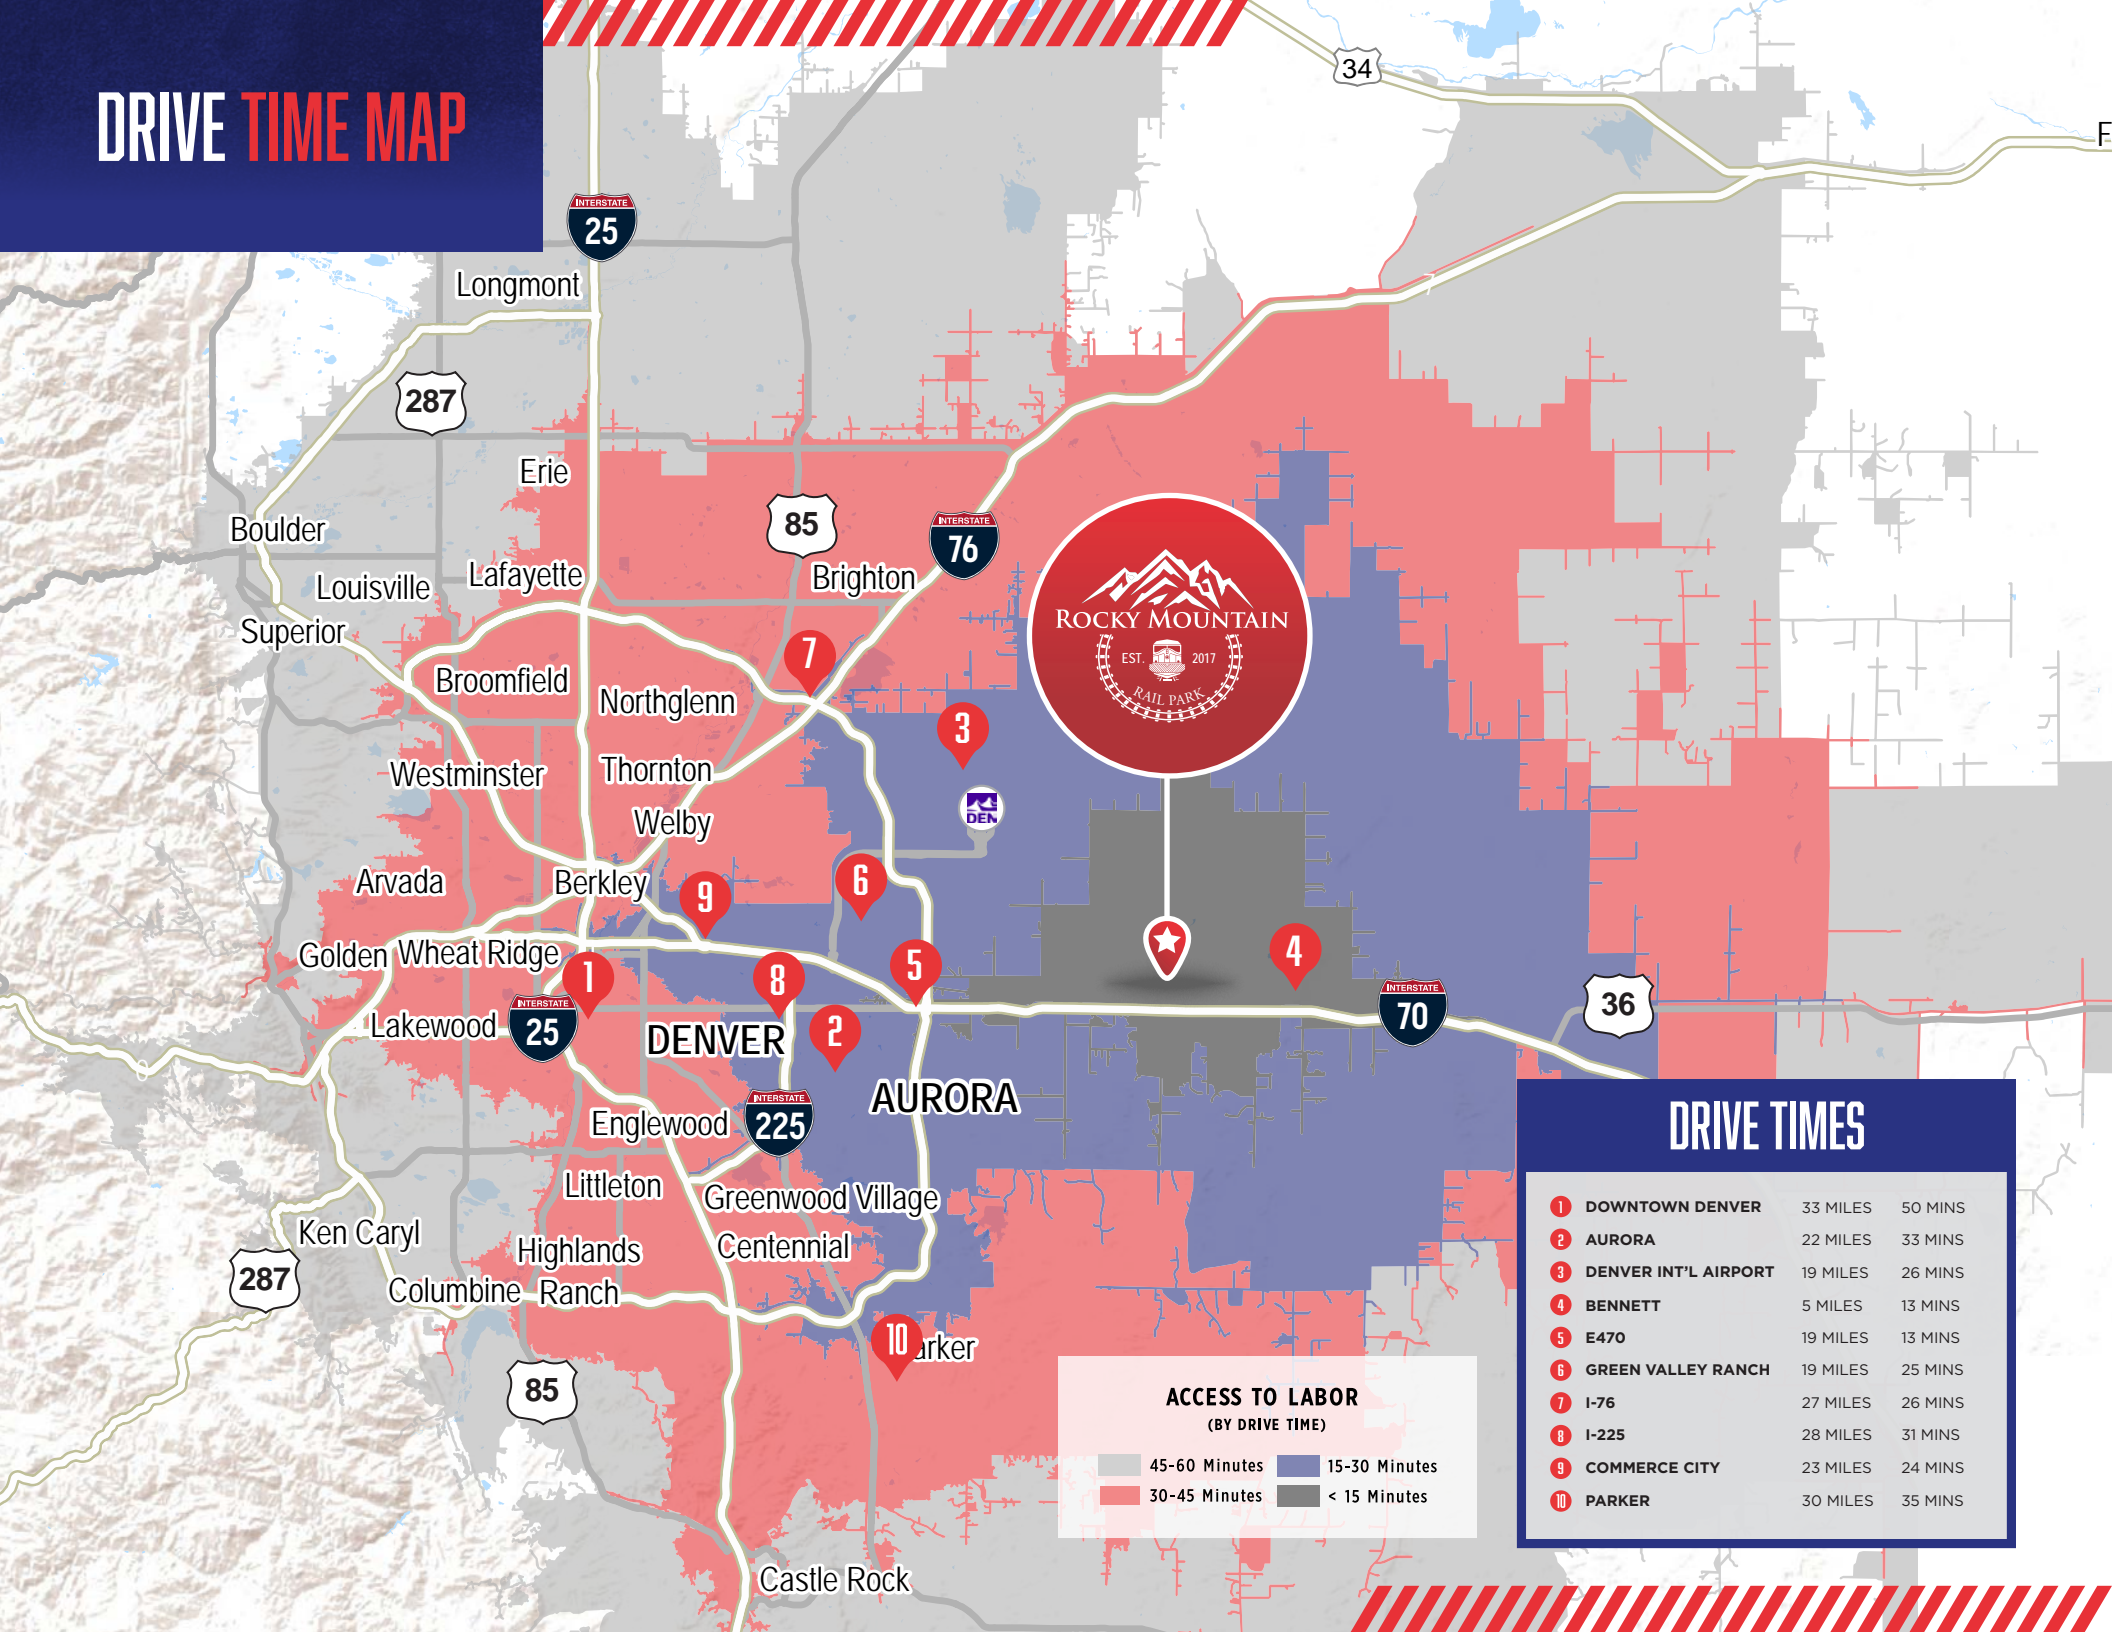 DRIVE TIME MAP
34
F
INTERSTATE
25
Longmont
7
287
Erie
85
INTERSTATE
76
Boulder
Louisville
Lafayette
Brighton
Superior
ROCKY MOUNTAIN
EST. 2017
RAIL PARK
7
Broomfield
Northglenn
3
Westminster
Thornton
DEN
Welby
Arvada
Berkley
9
6
Golden
Wheat Ridge
1
8
5
4
INTERSTATE
25
Lakewood
DENVER
2
INTERSTATE
70
36
AURORA
Englewood
INTERSTATE
225
Littleton
Greenwood Village
Ken Caryl
Highlands
Ranch
Centennial
287
Columbine
10
arker
85
Castle Rock
ACCESS TO LABOR
(BY DRIVE TIME)
45-60 Minutes
15-30 Minutes
30-45 Minutes
< 15 Minutes
DRIVE TIMES
1 DOWNTOWN DENVER 33 MILES 50 MINS
2 AURORA 22 MILES 33 MINS
3 DENVER INT'L AIRPORT 19 MILES 26 MINS
4 BENNETT 5 MILES 13 MINS
5 E470 19 MILES 13 MINS
6 GREEN VALLEY RANCH 19 MILES 25 MINS
7 I-76 27 MILES 26 MINS
8 I-225 28 MILES 31 MINS
9 COMMERCE CITY 23 MILES 24 MINS
10 PARKER 30 MILES 35 MINS